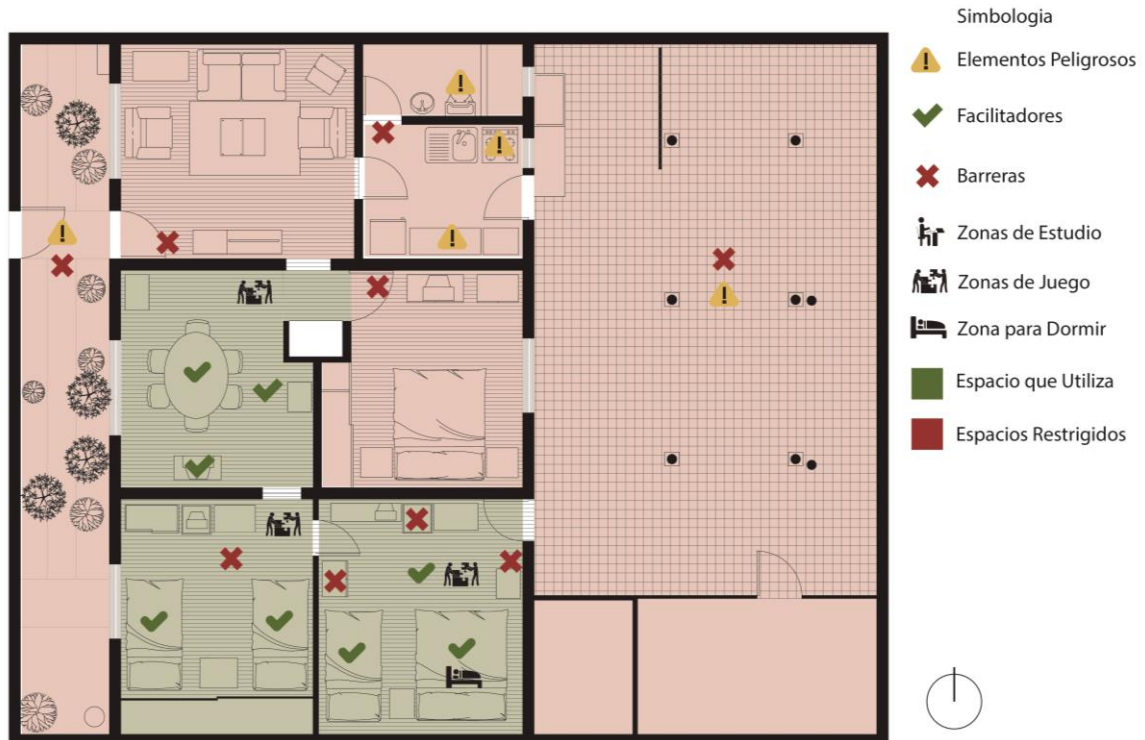 Simbologia
Elementos Peligrosos
Facilitadores
Barreras
Zonas de Estudio
Zonas de Juego
Zona para Dormir
Espacio que Utiliza
Espacios Restrigidos